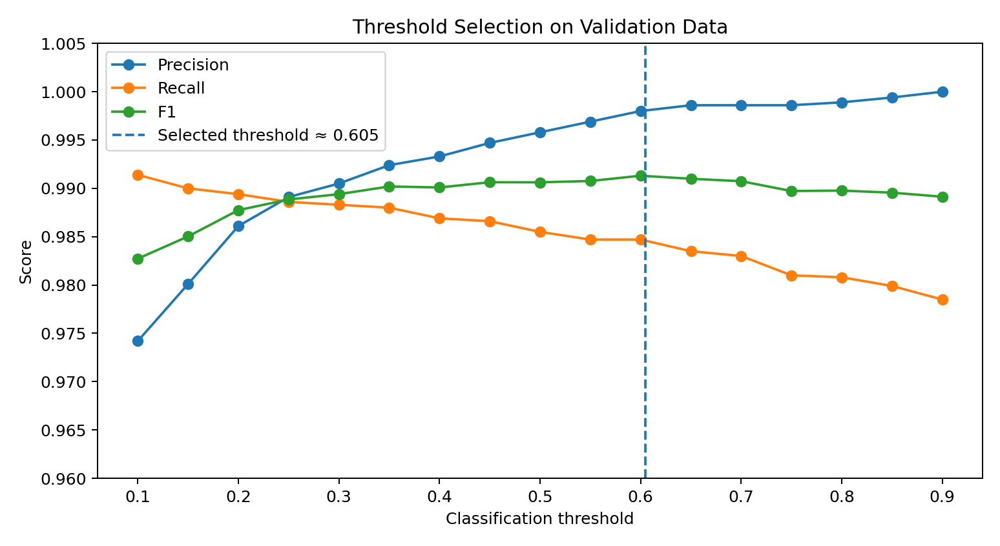 Threshold Selection on Validation Data
1.005
1.000
0.995
0.990
0.985
0.980
0.975
0.970
0.965
0.960
Score
Precision
Recall
F1
Selected threshold ≈ 0.605
0.1 0.2 0.3 0.4 0.5 0.6 0.7 0.8 0.9
Classification threshold